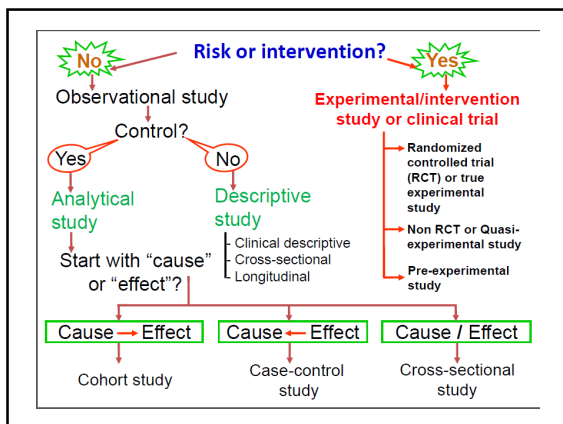 Risk or intervention?
No
Yes
Observational study
Control?
Yes
No
Analytical
study
Descriptive
study
Clinical descriptive
Cross-sectional
Longitudinal
Start with “cause”
or “effect”?
Experimental/intervention
study or clinical trial
Randomized
controlled trial
(RCT) or true
experimental
study
Non RCT or Quasi-
experimental study
Pre-experimental
study
Cause Effect
Cause Effect
Cause / Effect
Cohort study
Case-control
study
Cross-sectional
study